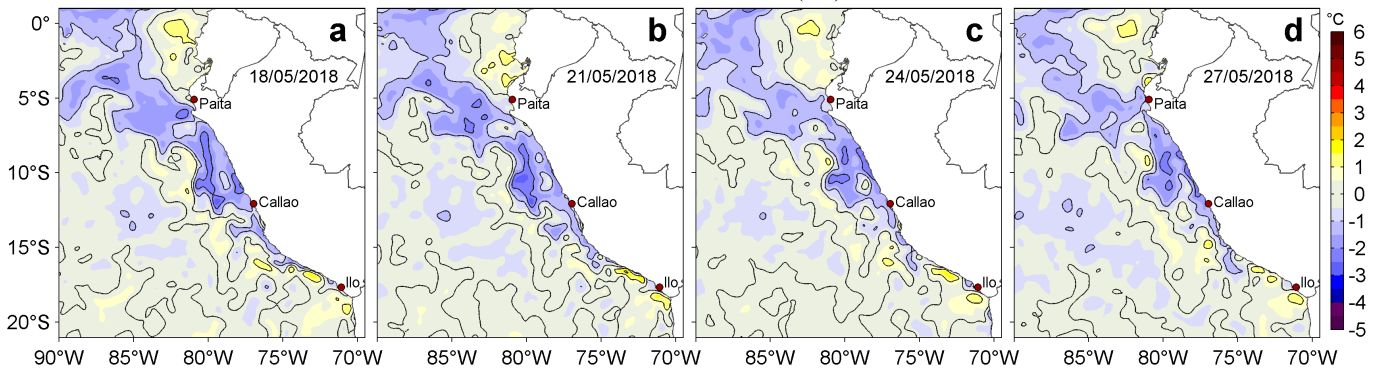 a b c d °C
0° 18/05/2018 21/05/2018 24/05/2018 27/05/2018 6
5°S Paita Paita Paita Paita 5
10°S 4
15°S Callao Callao Callao Callao 3
20°S Ilo Ilo Ilo Ilo 2
1
0
-1
-2
-3
-4
-5
90°W 85°W 80°W 75°W 70°W 85°W 80°W 75°W 70°W 85°W 80°W 75°W 70°W 85°W 80°W 75°W 70°W